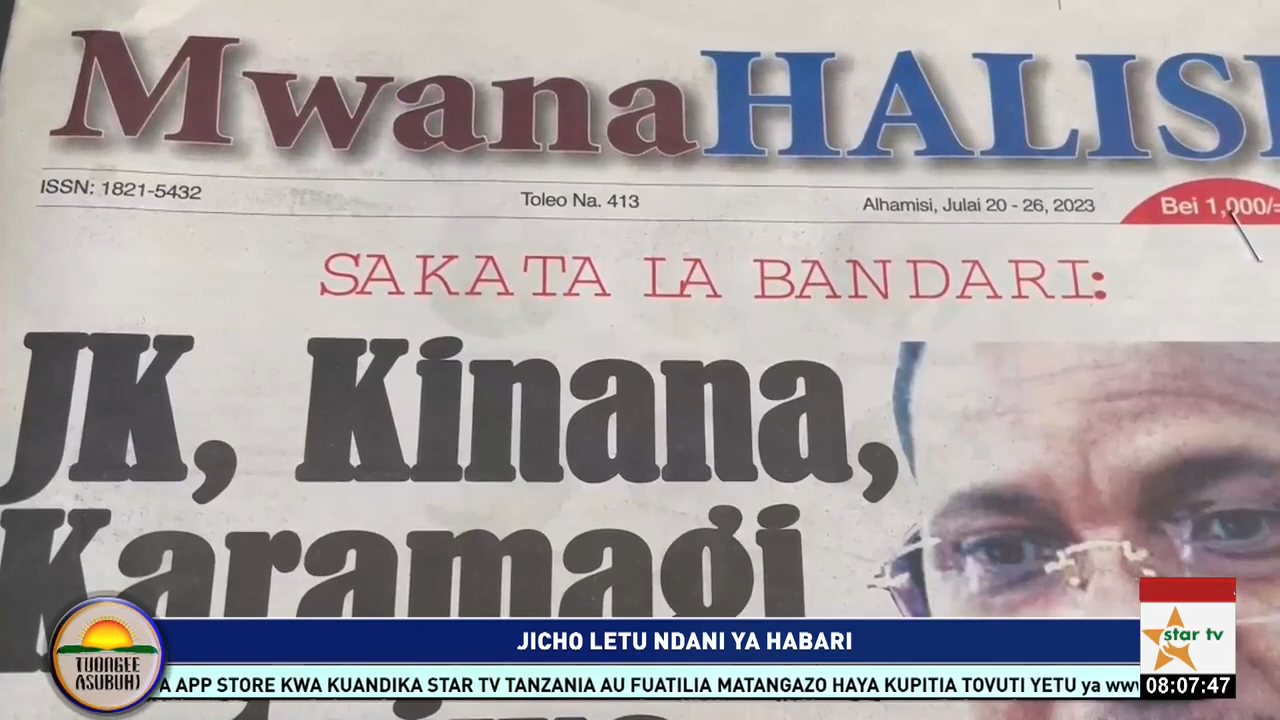 MwanaHALIS
ISSN: 1821-5432 Toleo Na. 413 Alhamisi, Julai 20 - 26, 2023 Bei 1,000/=
SAKATA LA BANDARI:
JK, Kinana,
Karamagi
JICHO LETU NDANI YA HABARI
TUONGEE
ASUBUHI
A APP STORE KWA KUANDIKA STAR TV TANZANIA AU FUATILIA MATANGAZO HAYA KUPITIA TOVUTI YETU ya www
star tv
08:07:47